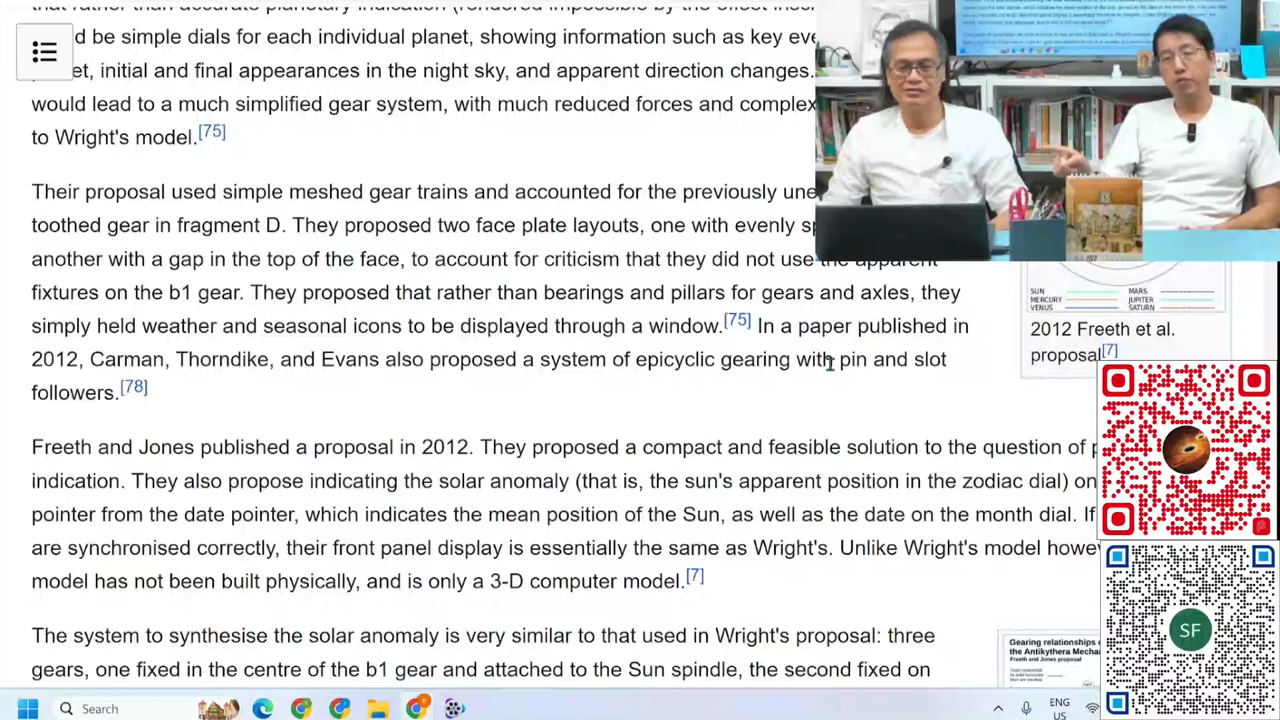 that rather than accurate planetary
d be simple dials for each individual planet, showing information such as key eve
et, initial and final appearances in the night sky, and apparent direction changes.
would lead to a much simplified gear system, with much reduced forces and complex
to Wright's model.[75]
Their proposal used simple meshed gear trains and accounted for the previously une
toothed gear in fragment D. They proposed two face plate layouts, one with evenly sp
another with a gap in the top of the face, to account for criticism that they did not use the apparent
fixtures on the b1 gear. They proposed that rather than bearings and pillars for gears and axles, they
simply held weather and seasonal icons to be displayed through a window.[75] In a paper published in
2012, Carman, Thorndike, and Evans also proposed a system of epicyclic gearing with pin and slot
followers.[78]
SUN
MERCURY
VENUS
MARS
JUPITER
SATURN
2012 Freeth et al.
proposal[7]
Freeth and Jones published a proposal in 2012. They proposed a compact and feasible solution to the question of p
indication. They also propose indicating the solar anomaly (that is, the sun's apparent position in the zodiac dial) on
pointer from the date pointer, which indicates the mean position of the Sun, as well as the date on the month dial. If
are synchronised correctly, their front panel display is essentially the same as Wright's. Unlike Wright's model howe
model has not been built physically, and is only a 3-D computer model.[7]
The system to synthesise the solar anomaly is very similar to that used in Wright's proposal: three
gears, one fixed in the centre of the b1 gear and attached to the Sun spindle, the second fixed on
Gearing relationships o
the Antikythera Mecha
Freeth and Jones proposal
SF
Search
ENG
US